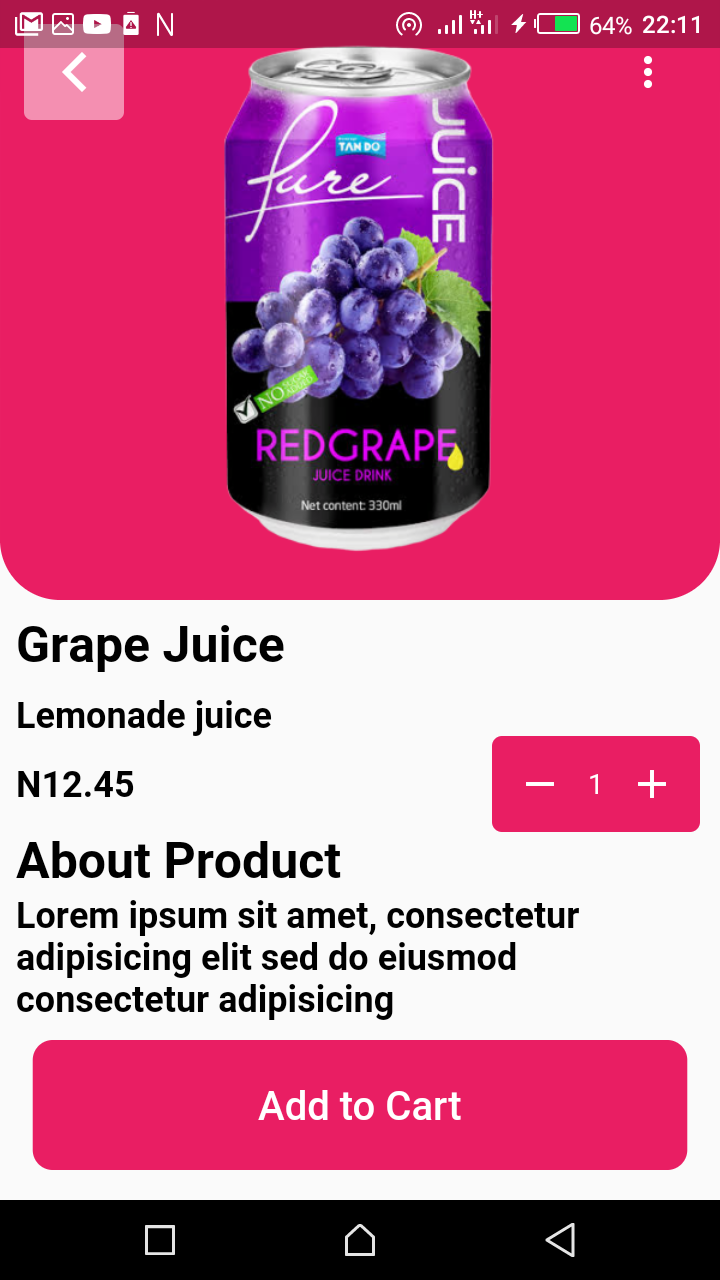 64% 22:11
TAN DO
Pure
JUICE
NO SUGAR ADDED
REDGRAPE
JUICE DRINK
Net content: 330ml
Grape Juice
Lemonade juice
N12.45
1
About Product
Lorem ipsum sit amet, consectetur
adipisicing elit sed do eiusmod
consectetur adipisicing
Add to Cart